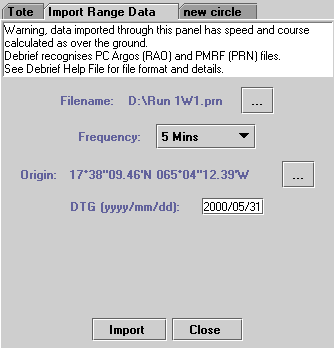 Tote Import Range Data new circle
Warning, data imported through this panel has speed and course
calculated as over the ground.
Debrief recognises PC Argos (RAO) and PMRF (PRN) files.
See Debrief Help File for file format and details.
Filename: D:\Run 1W1.prn ...
Frequency: 5 Mins
Origin: 17*38"09.46'N 065*04"12.39'W ...
DTG (yyyy/mm/dd): 2000/05/31
Import Close